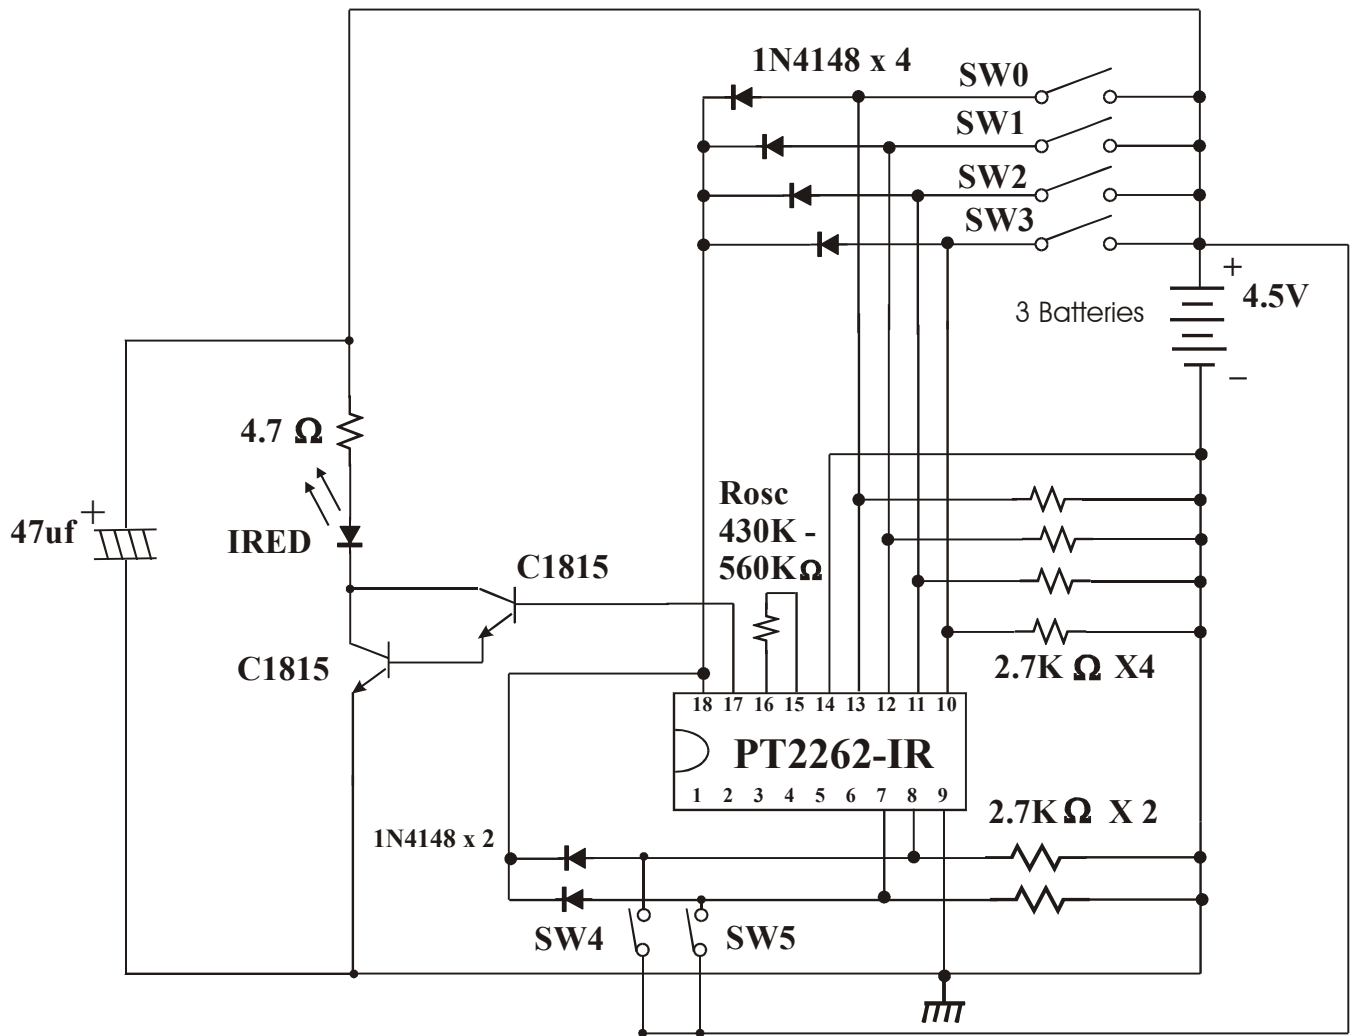 1N4148 x 4
SW0
SW1
SW2
SW3
+
4.5V
3 Batteries
−
4.7 Ω
Rosc
430K -
560K Ω
+
47uf
IRED
C1815
C1815
2.7K Ω X4
18 17 16 15 14 13 12 11 10
PT2262-IR
1 2 3 4 5 6 7 8 9
2.7K Ω X 2
1N4148 x 2
SW4
SW5